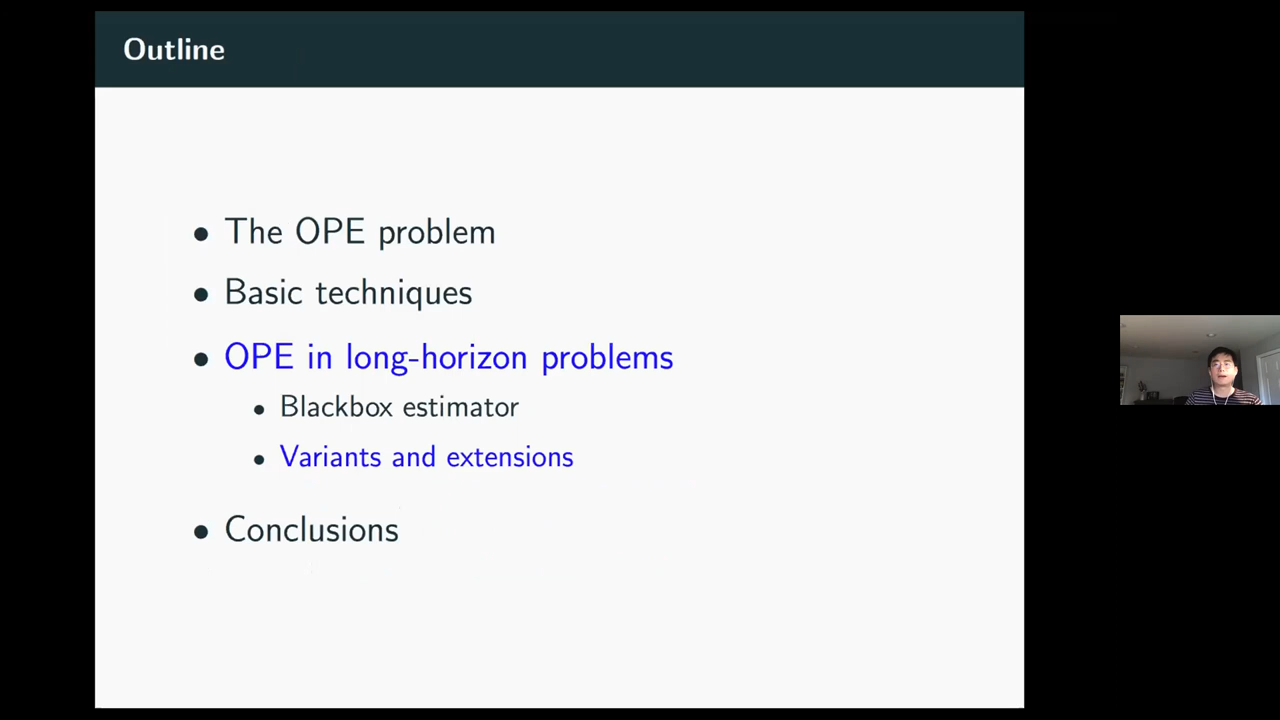 Outline
• The OPE problem
• Basic techniques
• OPE in long-horizon problems
• Blackbox estimator
• Variants and extensions
• Conclusions